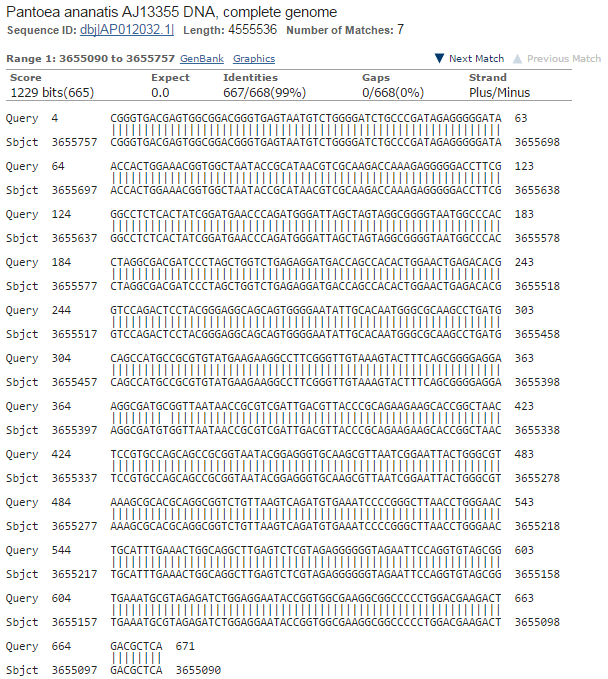 Pantoea ananatis AJ13355 DNA, complete genome
Sequence ID: dbj|AP012032.1| Length: 4555536 Number of Matches: 7
Range 1: 3655090 to 3655757 GenBank Graphics Next Match Previous Match
Score Expect Identities Gaps Strand
1229 bits(665) 0.0 667/668(99%) 0/668(0%) Plus/Minus
Query 4 CGGGTGACGAGTGGCGGACGGGTGAGTAATGTCTGGGGATCTGCCCGATAGAGGGGGATA 63
Sbjct 3655757 CGGGTGACGAGTGGCGGACGGGTGAGTAATGTCTGGGGATCTGCCCGATAGAGGGGGATA 3655698
Query 64 ACCACTGGAAACGGTGGCTAATACCGCATAACGTCGCAAGACCAAAGAGGGGGACCTTCG 123
Sbjct 3655697 ACCACTGGAAACGGTGGCTAATACCGCATAACGTCGCAAGACCAAAGAGGGGGACCTTCG 3655638
Query 124 GGCCTCTCACTATCGGATGAACCCAGATGGGATTAGCTAGTAGGCGGGGTAATGGCCCAC 183
Sbjct 3655637 GGCCTCTCACTATCGGATGAACCCAGATGGGATTAGCTAGTAGGCGGGGTAATGGCCCAC 3655578
Query 184 CTAGGCGACGATCCCTAGCTGGTCTGAGAGGATGACCAGCCACACTGGAACTGAGACACG 243
Sbjct 3655577 CTAGGCGACGATCCCTAGCTGGTCTGAGAGGATGACCAGCCACACTGGAACTGAGACACG 3655518
Query 244 GTCCAGACTCCTACGGGAGGCAGCAGTGGGGAATATTGCACAATGGGCGCAAGCCTGATG 303
Sbjct 3655517 GTCCAGACTCCTACGGGAGGCAGCAGTGGGGAATATTGCACAATGGGCGCAAGCCTGATG 3655458
Query 304 CAGCCATGCCGCGTGTATGAAGAAGGCCTTCGGGTTGTAAAGTACTTTCAGCGGGGAGGA 363
Sbjct 3655457 CAGCCATGCCGCGTGTATGAAGAAGGCCTTCGGGTTGTAAAGTACTTTCAGCGGGGAGGA 3655398
Query 364 AGGCGATGCGGTTAATAACCGCGTCGATTGACGTTACCCGCAGAAGAAGCACCGGCTAAC 423
Sbjct 3655397 AGGCGATGTGGTTAATAACCGCGTCGATTGACGTTACCCGCAGAAGAAGCACCGGCTAAC 3655338
Query 424 TCCGTGCCAGCAGCCGCGGTAATACGGAGGGTGCAAGCGTTAATCGGAATTACTGGGCGT 483
Sbjct 3655337 TCCGTGCCAGCAGCCGCGGTAATACGGAGGGTGCAAGCGTTAATCGGAATTACTGGGCGT 3655278
Query 484 AAAGCGCACGCAGGCGGTCTGTTAAGTCAGATGTGAAATCCCCGGGCTTAACCTGGGAAC 543
Sbjct 3655277 AAAGCGCACGCAGGCGGTCTGTTAAGTCAGATGTGAAATCCCCGGGCTTAACCTGGGAAC 3655218
Query 544 TGCATTTGAAACTGGCAGGCTTGAGTCTCGTAGAGGGGGGTAGAATTCCAGGTGTAGCGG 603
Sbjct 3655217 TGCATTTGAAACTGGCAGGCTTGAGTCTCGTAGAGGGGGGTAGAATTCCAGGTGTAGCGG 3655158
Query 604 TGAAATGCGTAGAGATCTGGAGGAATACCGGTGGCGAAGGCGGCCCCCTGGACGAAGACT 663
Sbjct 3655157 TGAAATGCGTAGAGATCTGGAGGAATACCGGTGGCGAAGGCGGCCCCCTGGACGAAGACT 3655098
Query 664 GACGCTCA 671
Sbjct 3655097 GACGCTCA 3655090